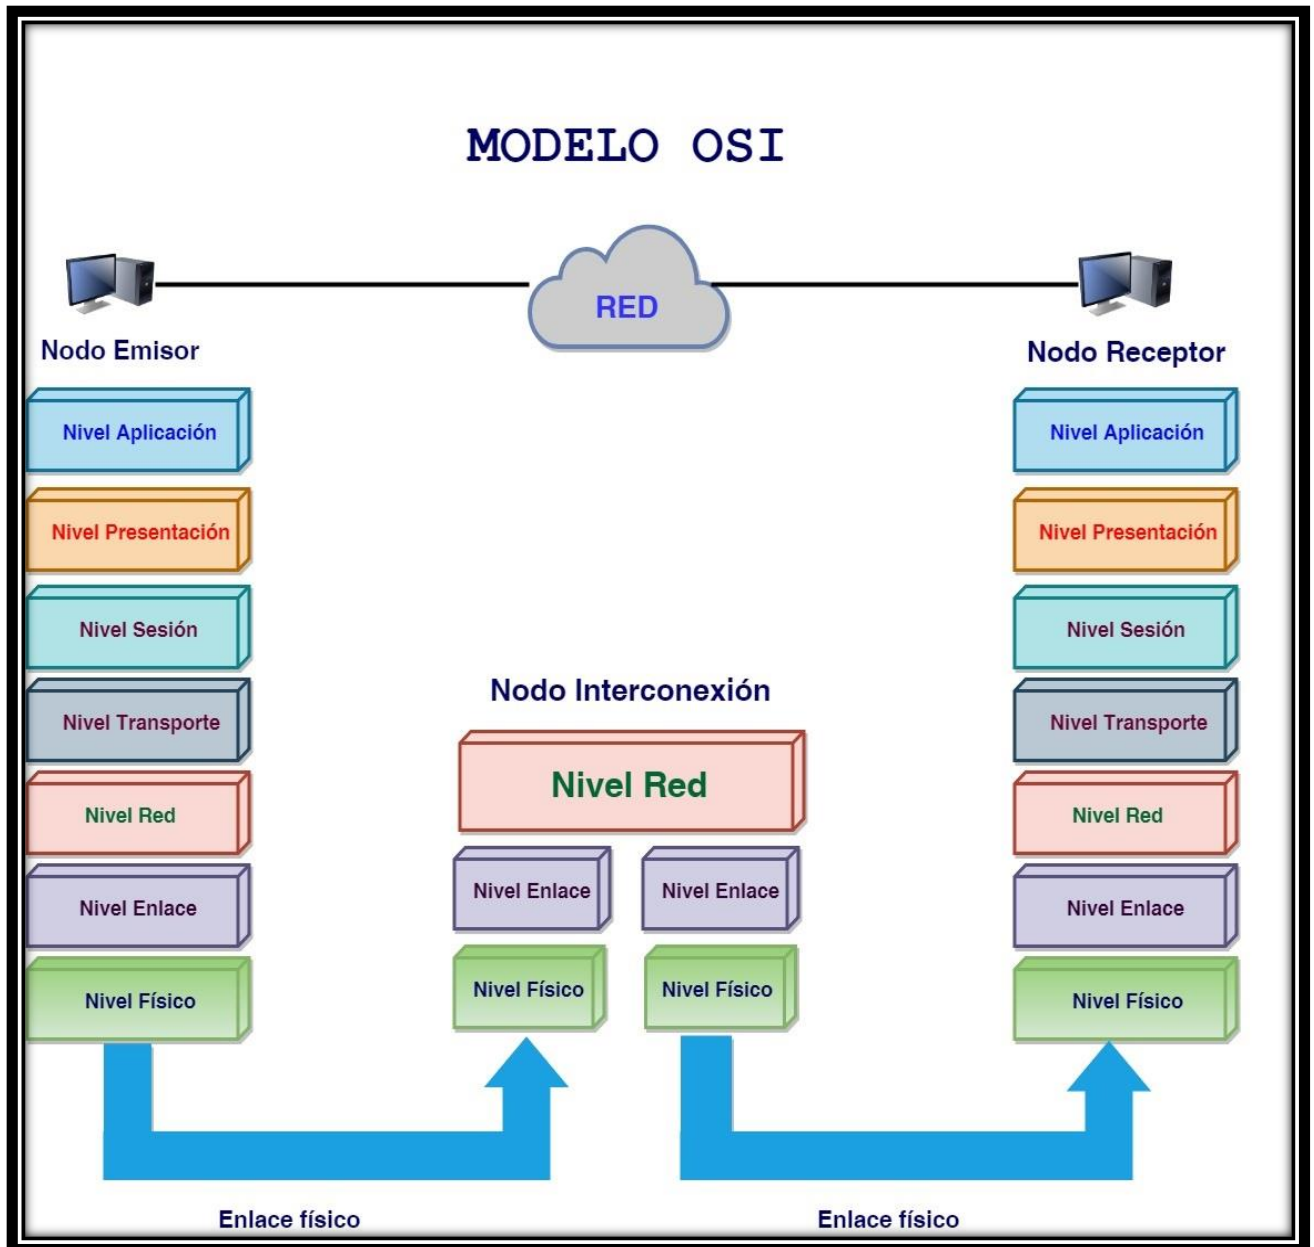 MODELO OSI
RED
Nodo Emisor
Nivel Aplicación
Nivel Presentación
Nivel Sesión
Nivel Transporte
Nivel Red
Nivel Enlace
Nivel Físico
Nodo Interconexión
Nivel Red
Nivel Enlace
Nivel Enlace
Nivel Físico
Nivel Físico
Nodo Receptor
Nivel Aplicación
Nivel Presentación
Nivel Sesión
Nivel Transporte
Nivel Red
Nivel Enlace
Nivel Físico
Enlace físico
Enlace físico